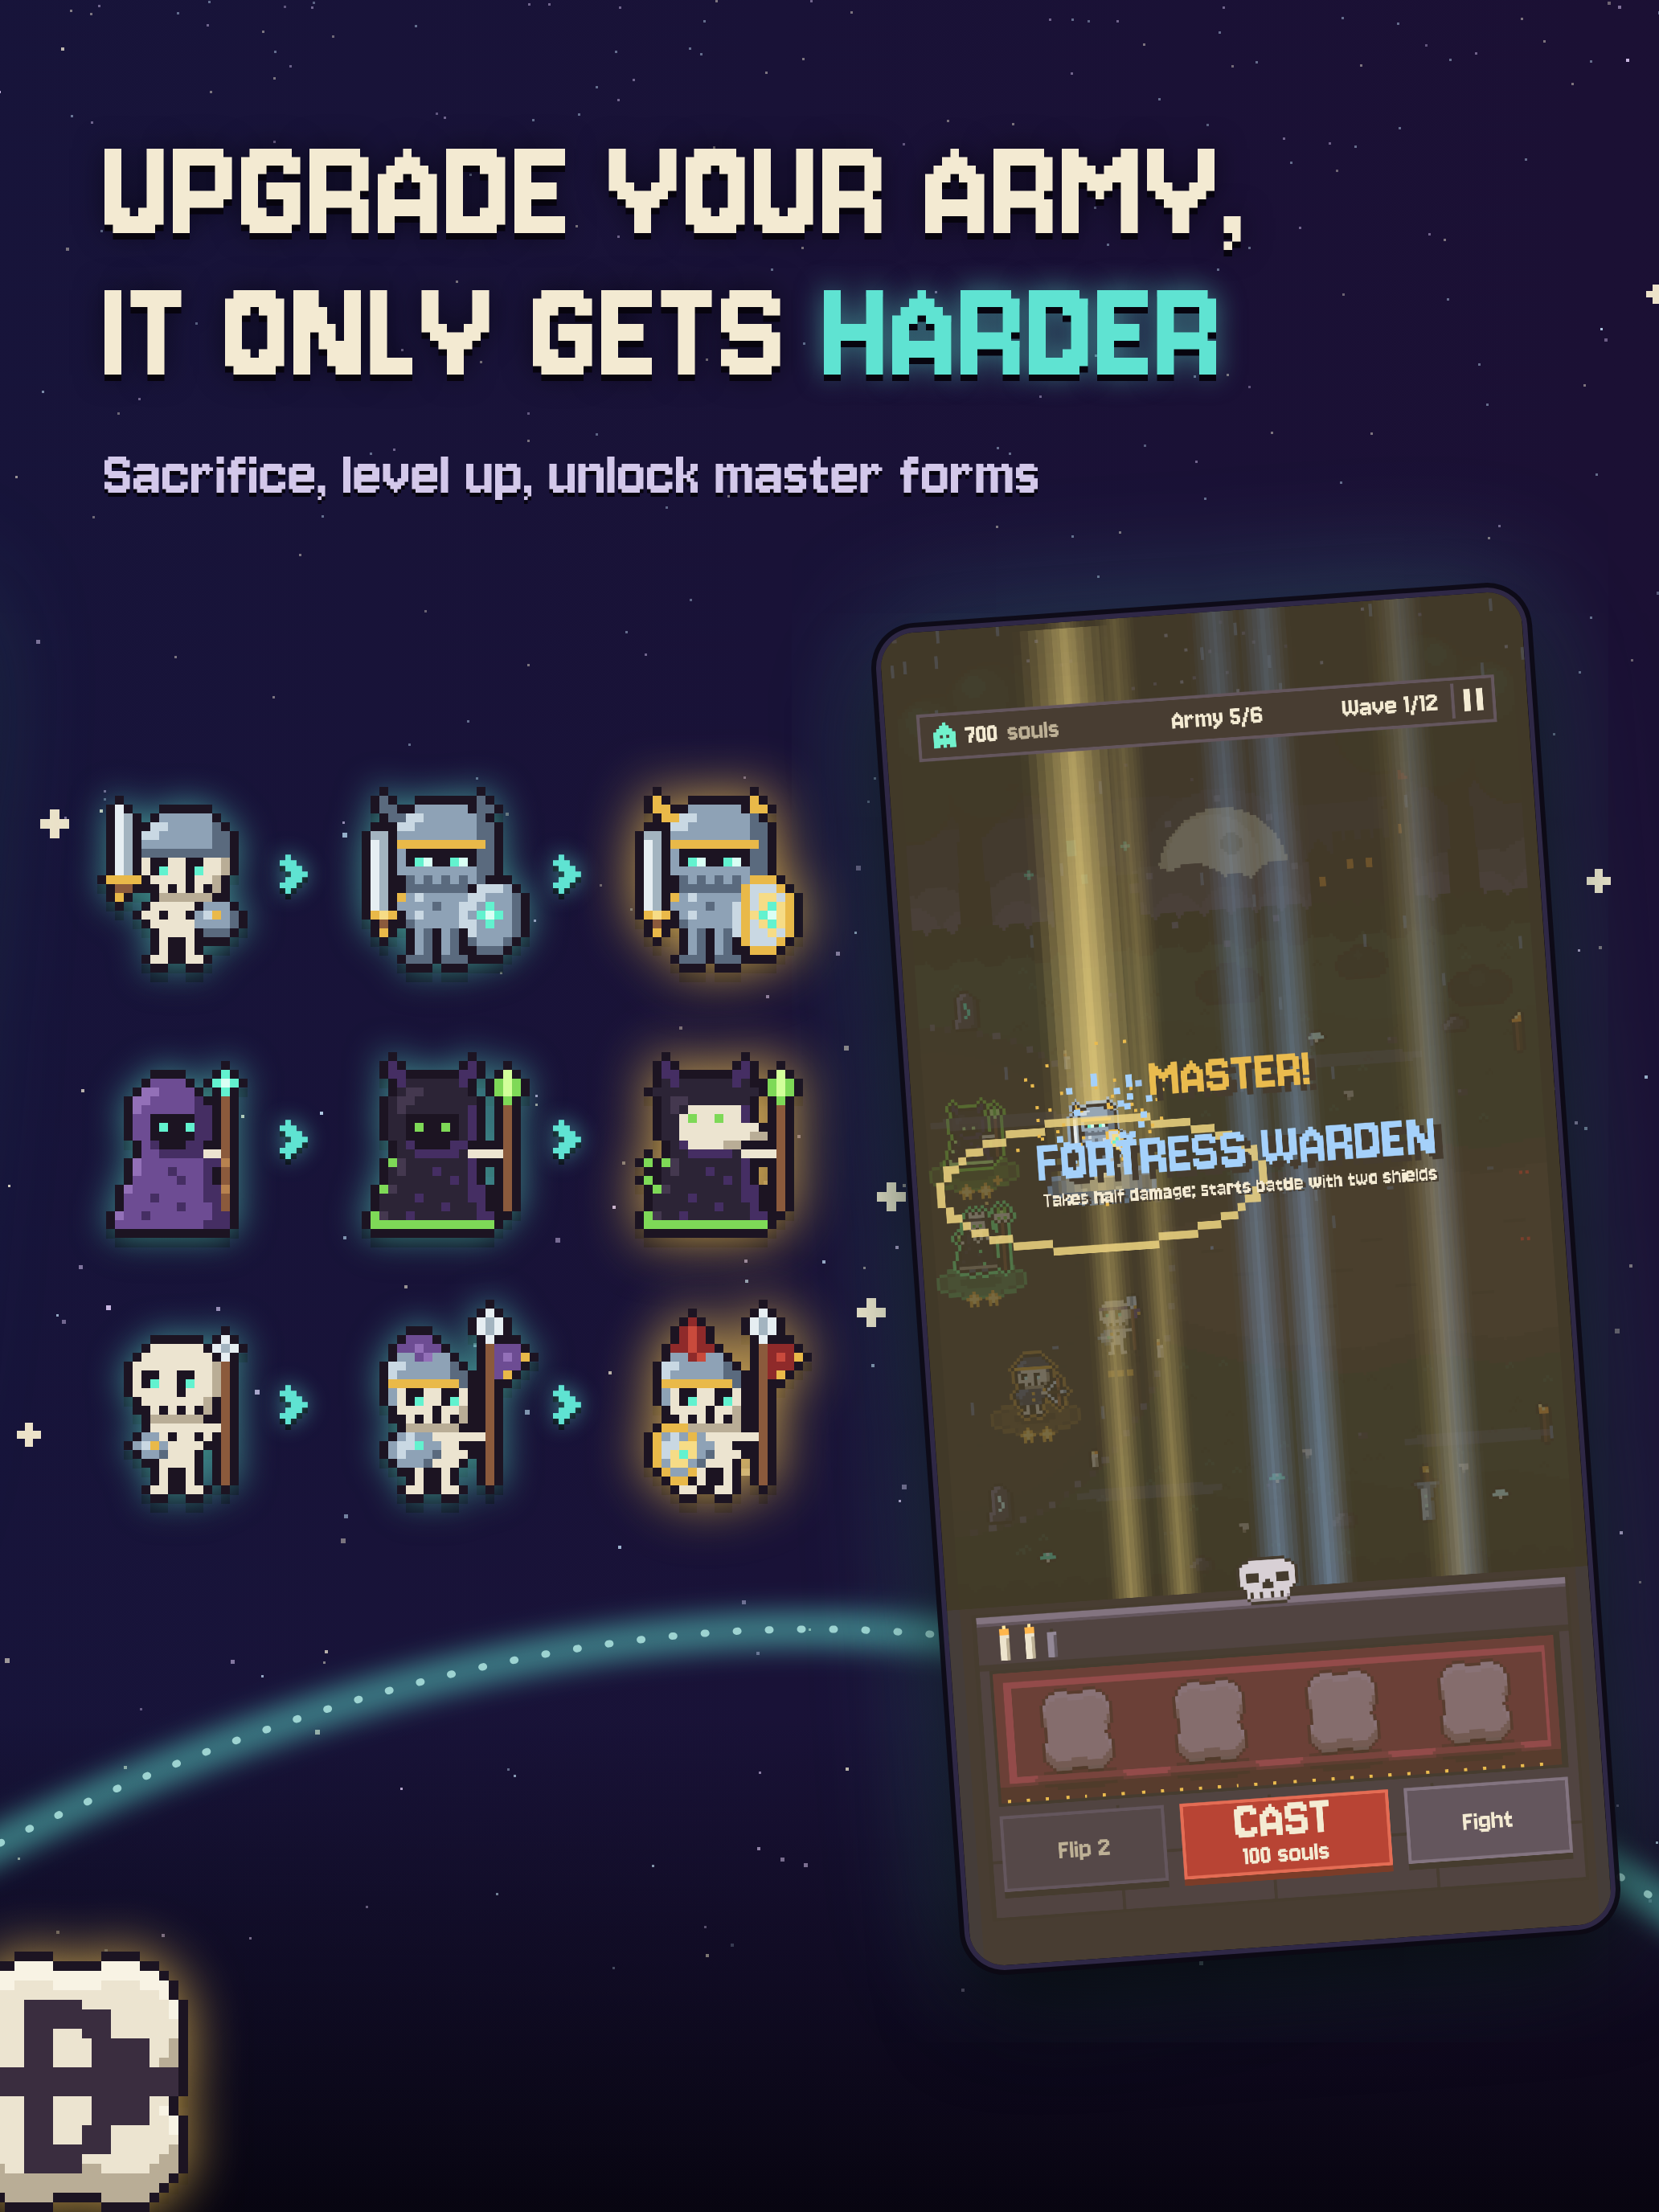 UPGRADE YOUR ARMY,
IT ONLY GETS HARDER
Sacrifice, level up, unlock master forms
700 souls
Army 5/6
Wave 1/12
MASTER!
FORTRESS WARDEN
Takes half damage; starts battle with two shields
Flip 2
CAST
100 souls
Fight